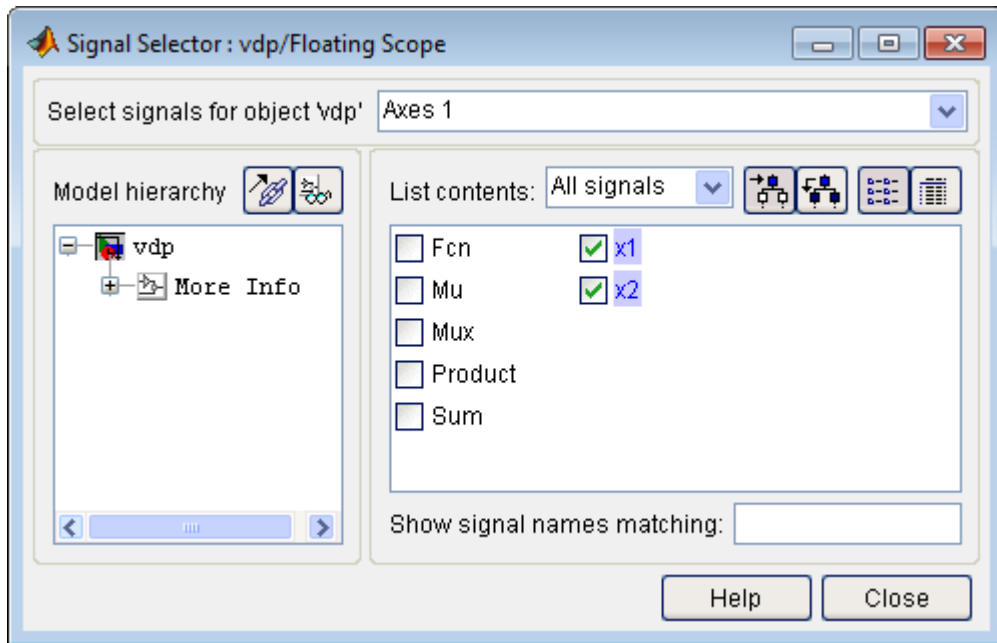 Signal Selector : vdp/Floating Scope
Select signals for object 'vdp' Axes 1
Model hierarchy
vdp
More Info
List contents: All signals
Fcn
Mu
Mux
Product
Sum
x1
x2
Show signal names matching:
Help Close